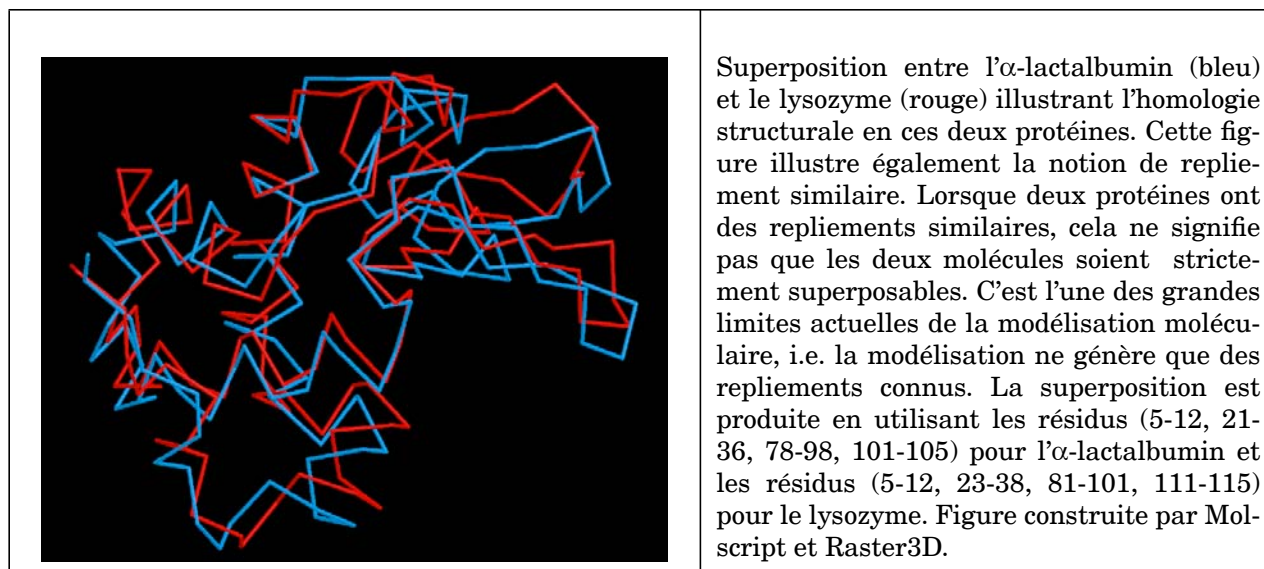 Superposition entre l'α-lactalbumin (bleu)
et le lysozyme (rouge) illustrant l'homologie
structurale en ces deux protéines. Cette fig-
ure illustre également la notion de replie-
ment similaire. Lorsque deux protéines ont
des repliements similaires, cela ne signifie
pas que les deux molécules soient stricte-
ment superposables. C'est l'une des grandes
limites actuelles de la modélisation molécu-
laire, i.e. la modélisation ne génère que des
repliements connus. La superposition est
produite en utilisant les résidus (5-12, 21-
36, 78-98, 101-105) pour l'α-lactalbumin et
les résidus (5-12, 23-38, 81-101, 111-115)
pour le lysozyme. Figure construite par Mol-
script et Raster3D.